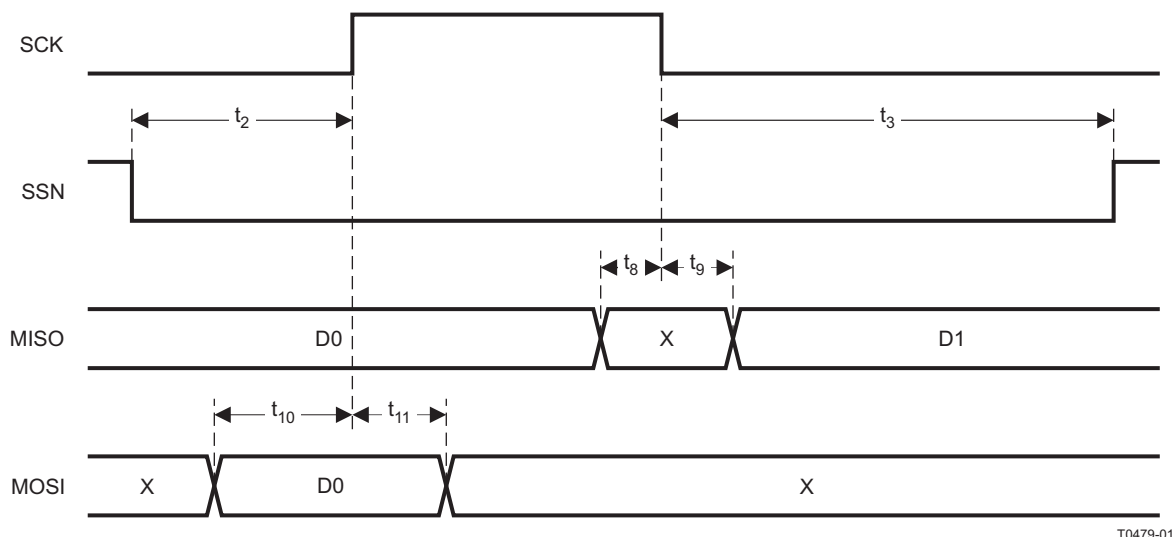 SCK
t2
t3
SSN
t8
t9
MISO
D0
X
D1
t10
t11
MOSI
X
D0
X
T0479-01